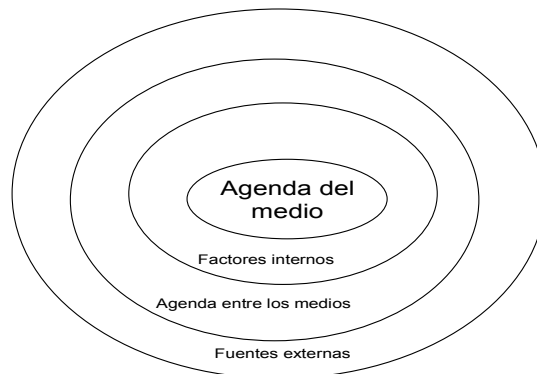 Agenda del
medio
Factores internos
Agenda entre los medios
Fuentes externas